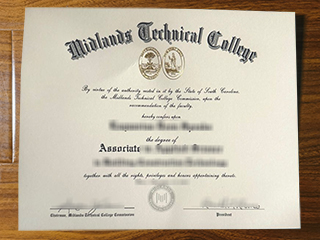 Midlands Technical College
By virtue of the authority vested in it by the State of South Carolina,
the Midlands Technical College Commission, upon the
recommendation of the faculty
hereby confers upon
the degree of
Associate
together with all the rights, privileges and honors appertaining thereto.
Chairman, Midlands Technical College Commission
President